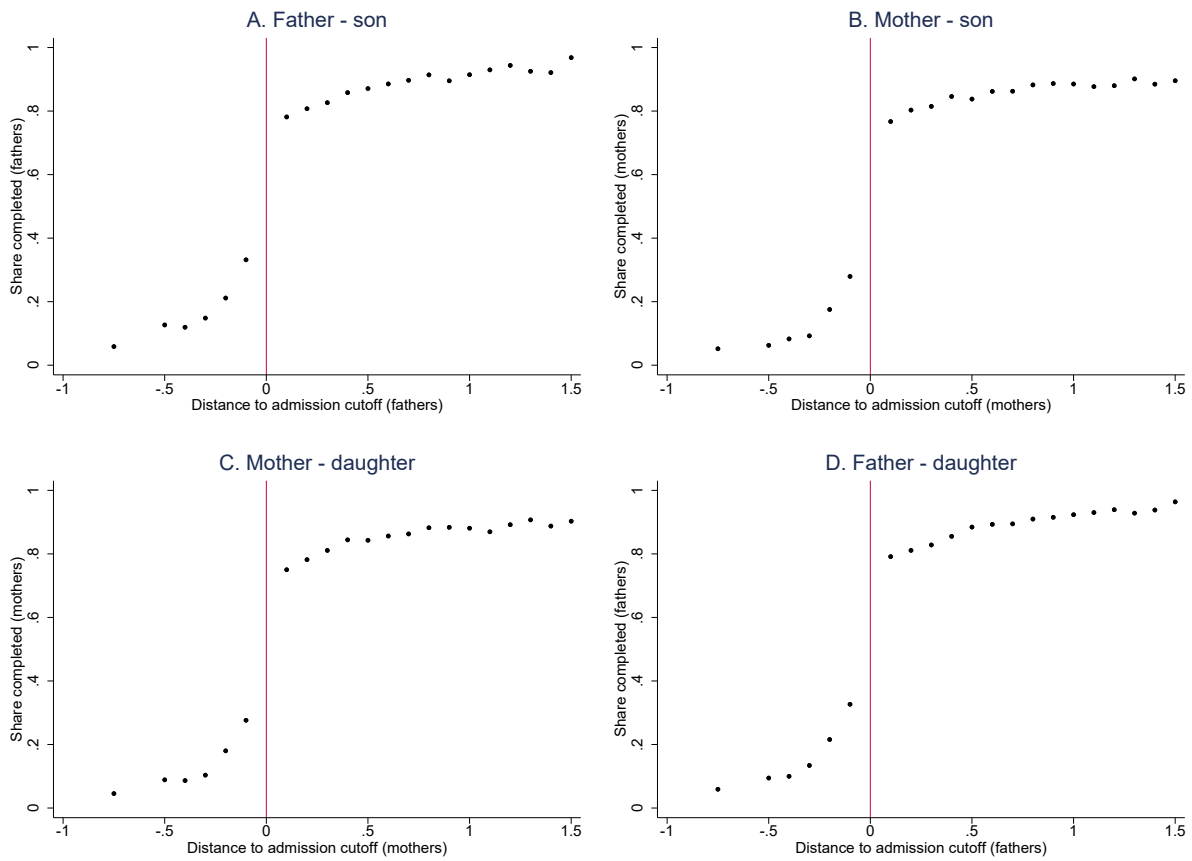 A. Father - son
Share completed (fathers)
1
.8
.6
.4
.2
0
-1 -.5 0 .5 1 1.5
Distance to admission cutoff (fathers)
B. Mother - son
Share completed (mothers)
1
.8
.6
.4
.2
0
-1 -.5 0 .5 1 1.5
Distance to admission cutoff (mothers)
C. Mother - daughter
Share completed (mothers)
1
.8
.6
.4
.2
0
-1 -.5 0 .5 1 1.5
Distance to admission cutoff (mothers)
D. Father - daughter
Share completed (fathers)
1
.8
.6
.4
.2
0
-1 -.5 0 .5 1 1.5
Distance to admission cutoff (fathers)